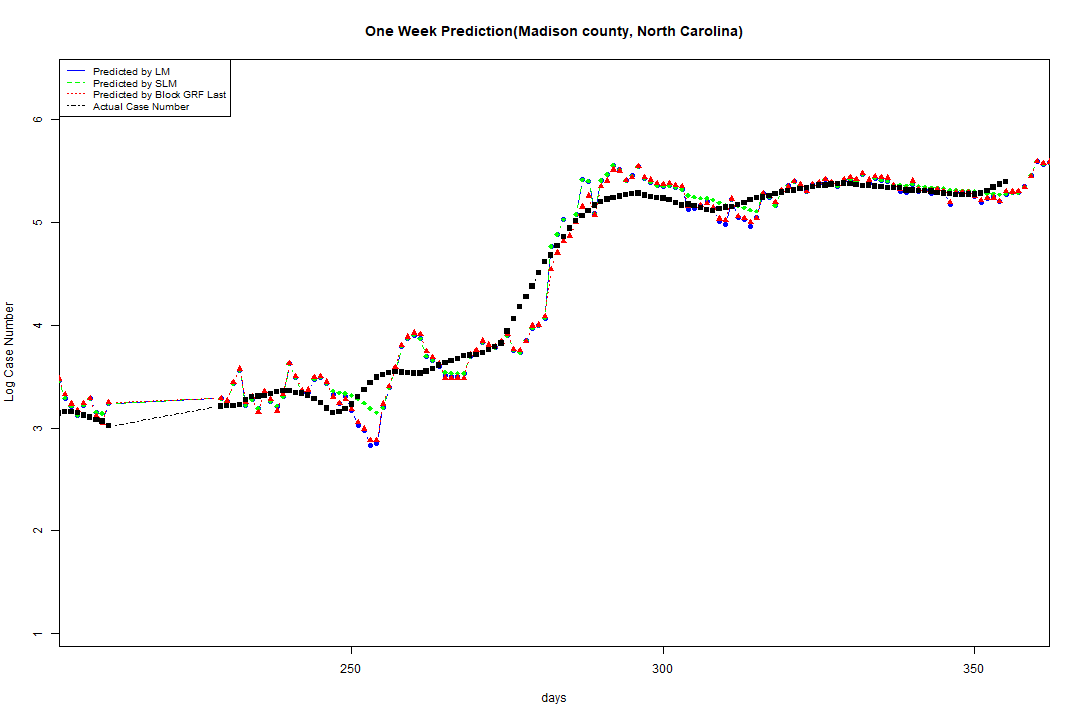 One Week Prediction(Madison county, North Carolina)
Predicted by LM
Predicted by SLM
Predicted by Block GRF Last
Actual Case Number
6
5
4
3
2
1
Log Case Number
250
300
350
days